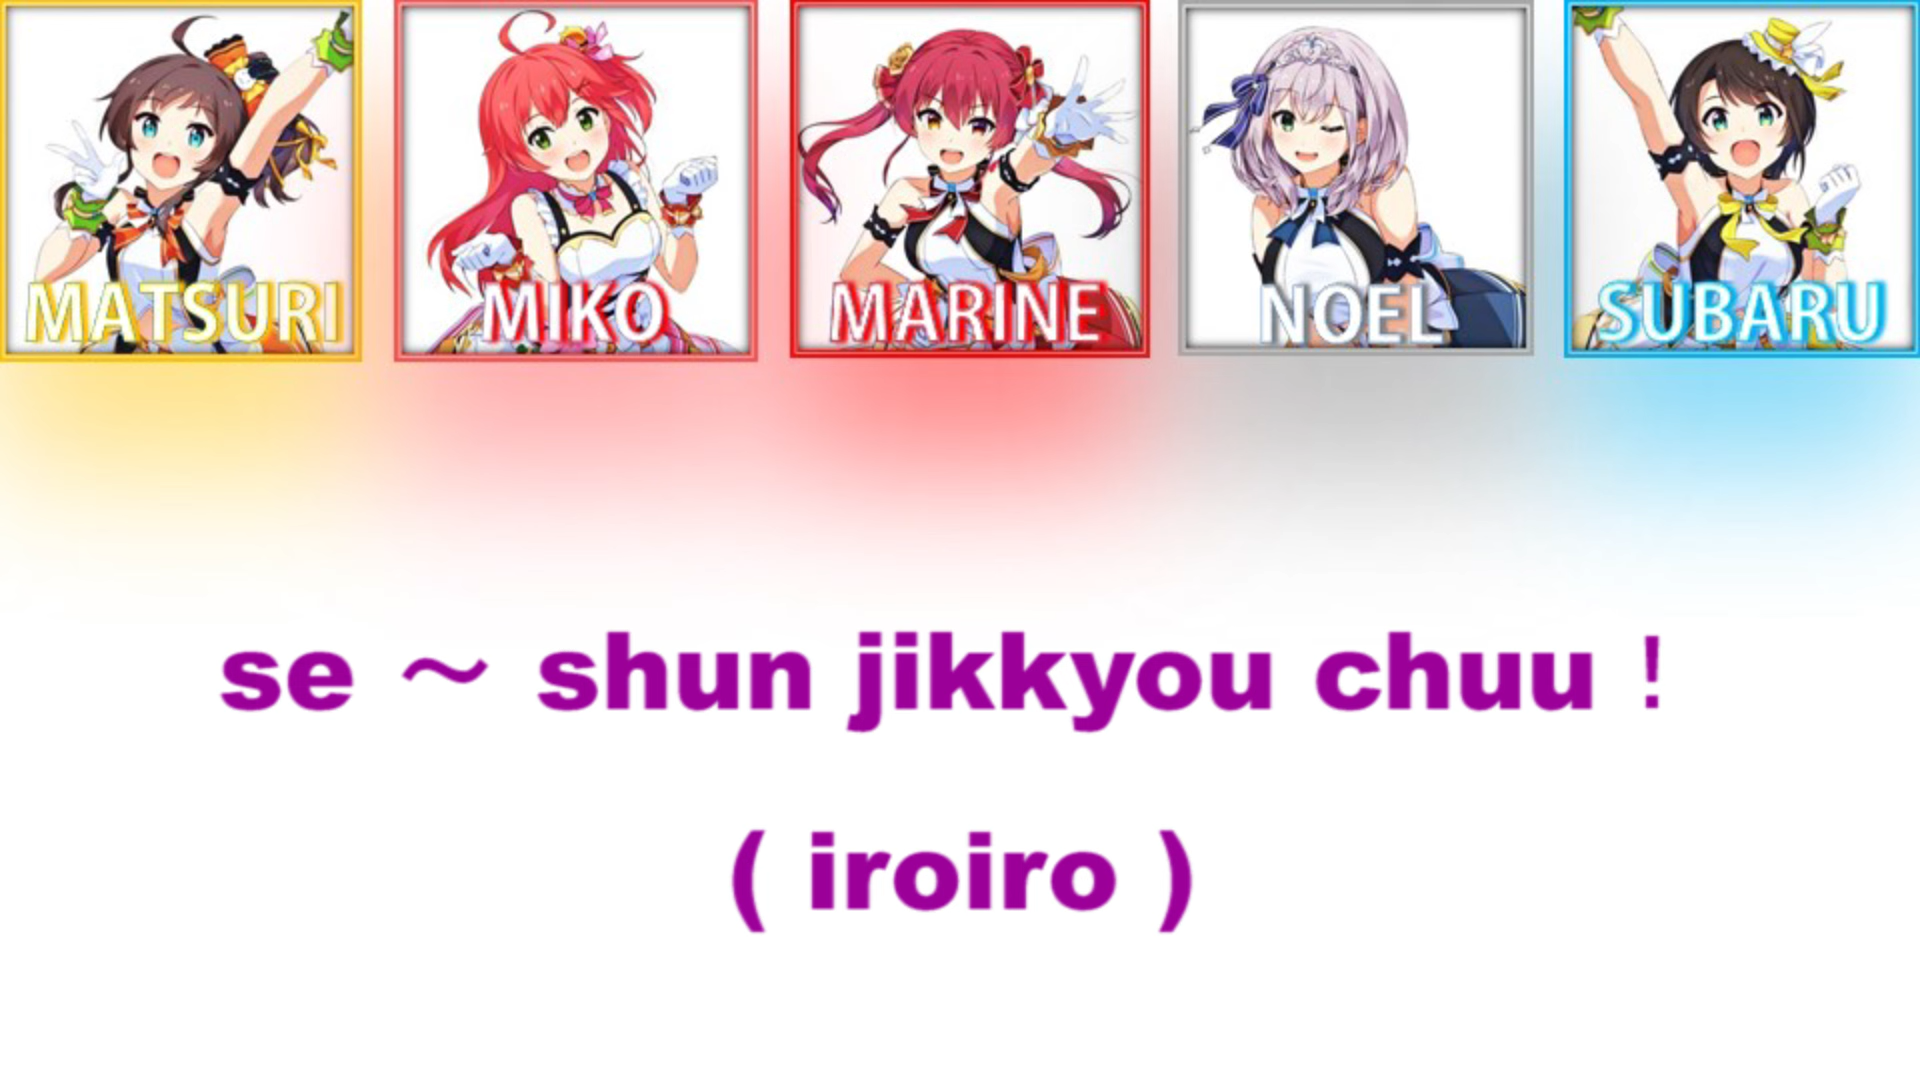 MATSURI MIKO MARINE NOEL SUBARU
se ～ shun jikkyou chuu！
( iroiro )